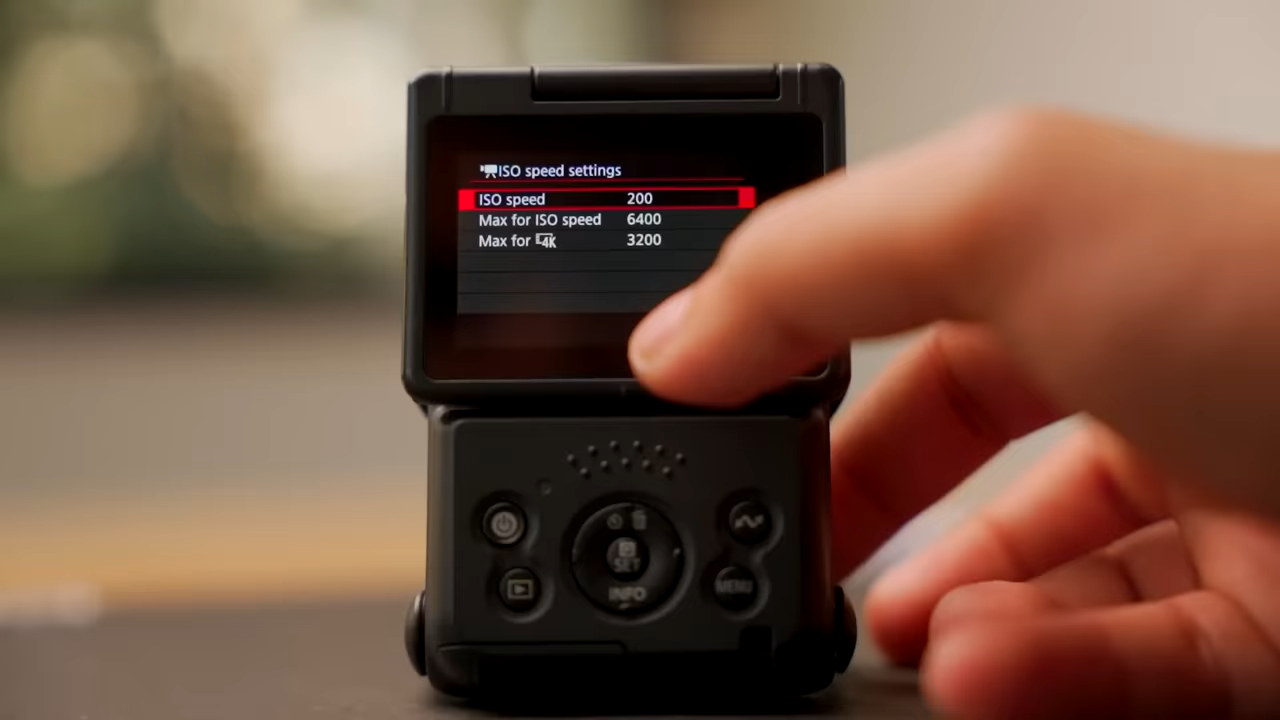 ISO speed settings
ISO speed 200
Max for ISO speed 6400
Max for 4K 3200
SET
INFO
MENU